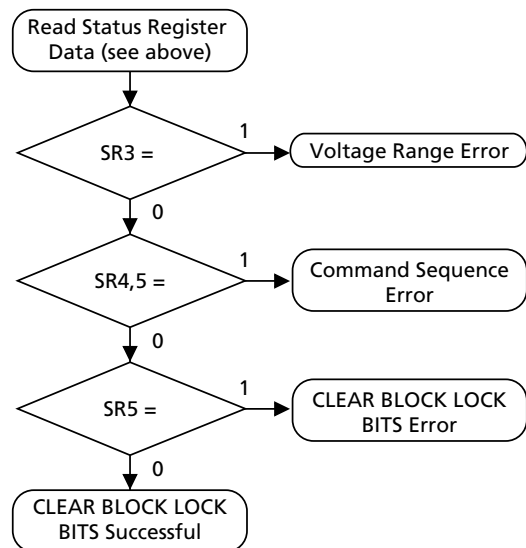 Read Status Register
Data (see above)
SR3 =
1
Voltage Range Error
0
SR4,5 =
1
Command Sequence
Error
0
SR5 =
1
CLEAR BLOCK LOCK
BITS Error
0
CLEAR BLOCK LOCK
BITS Successful